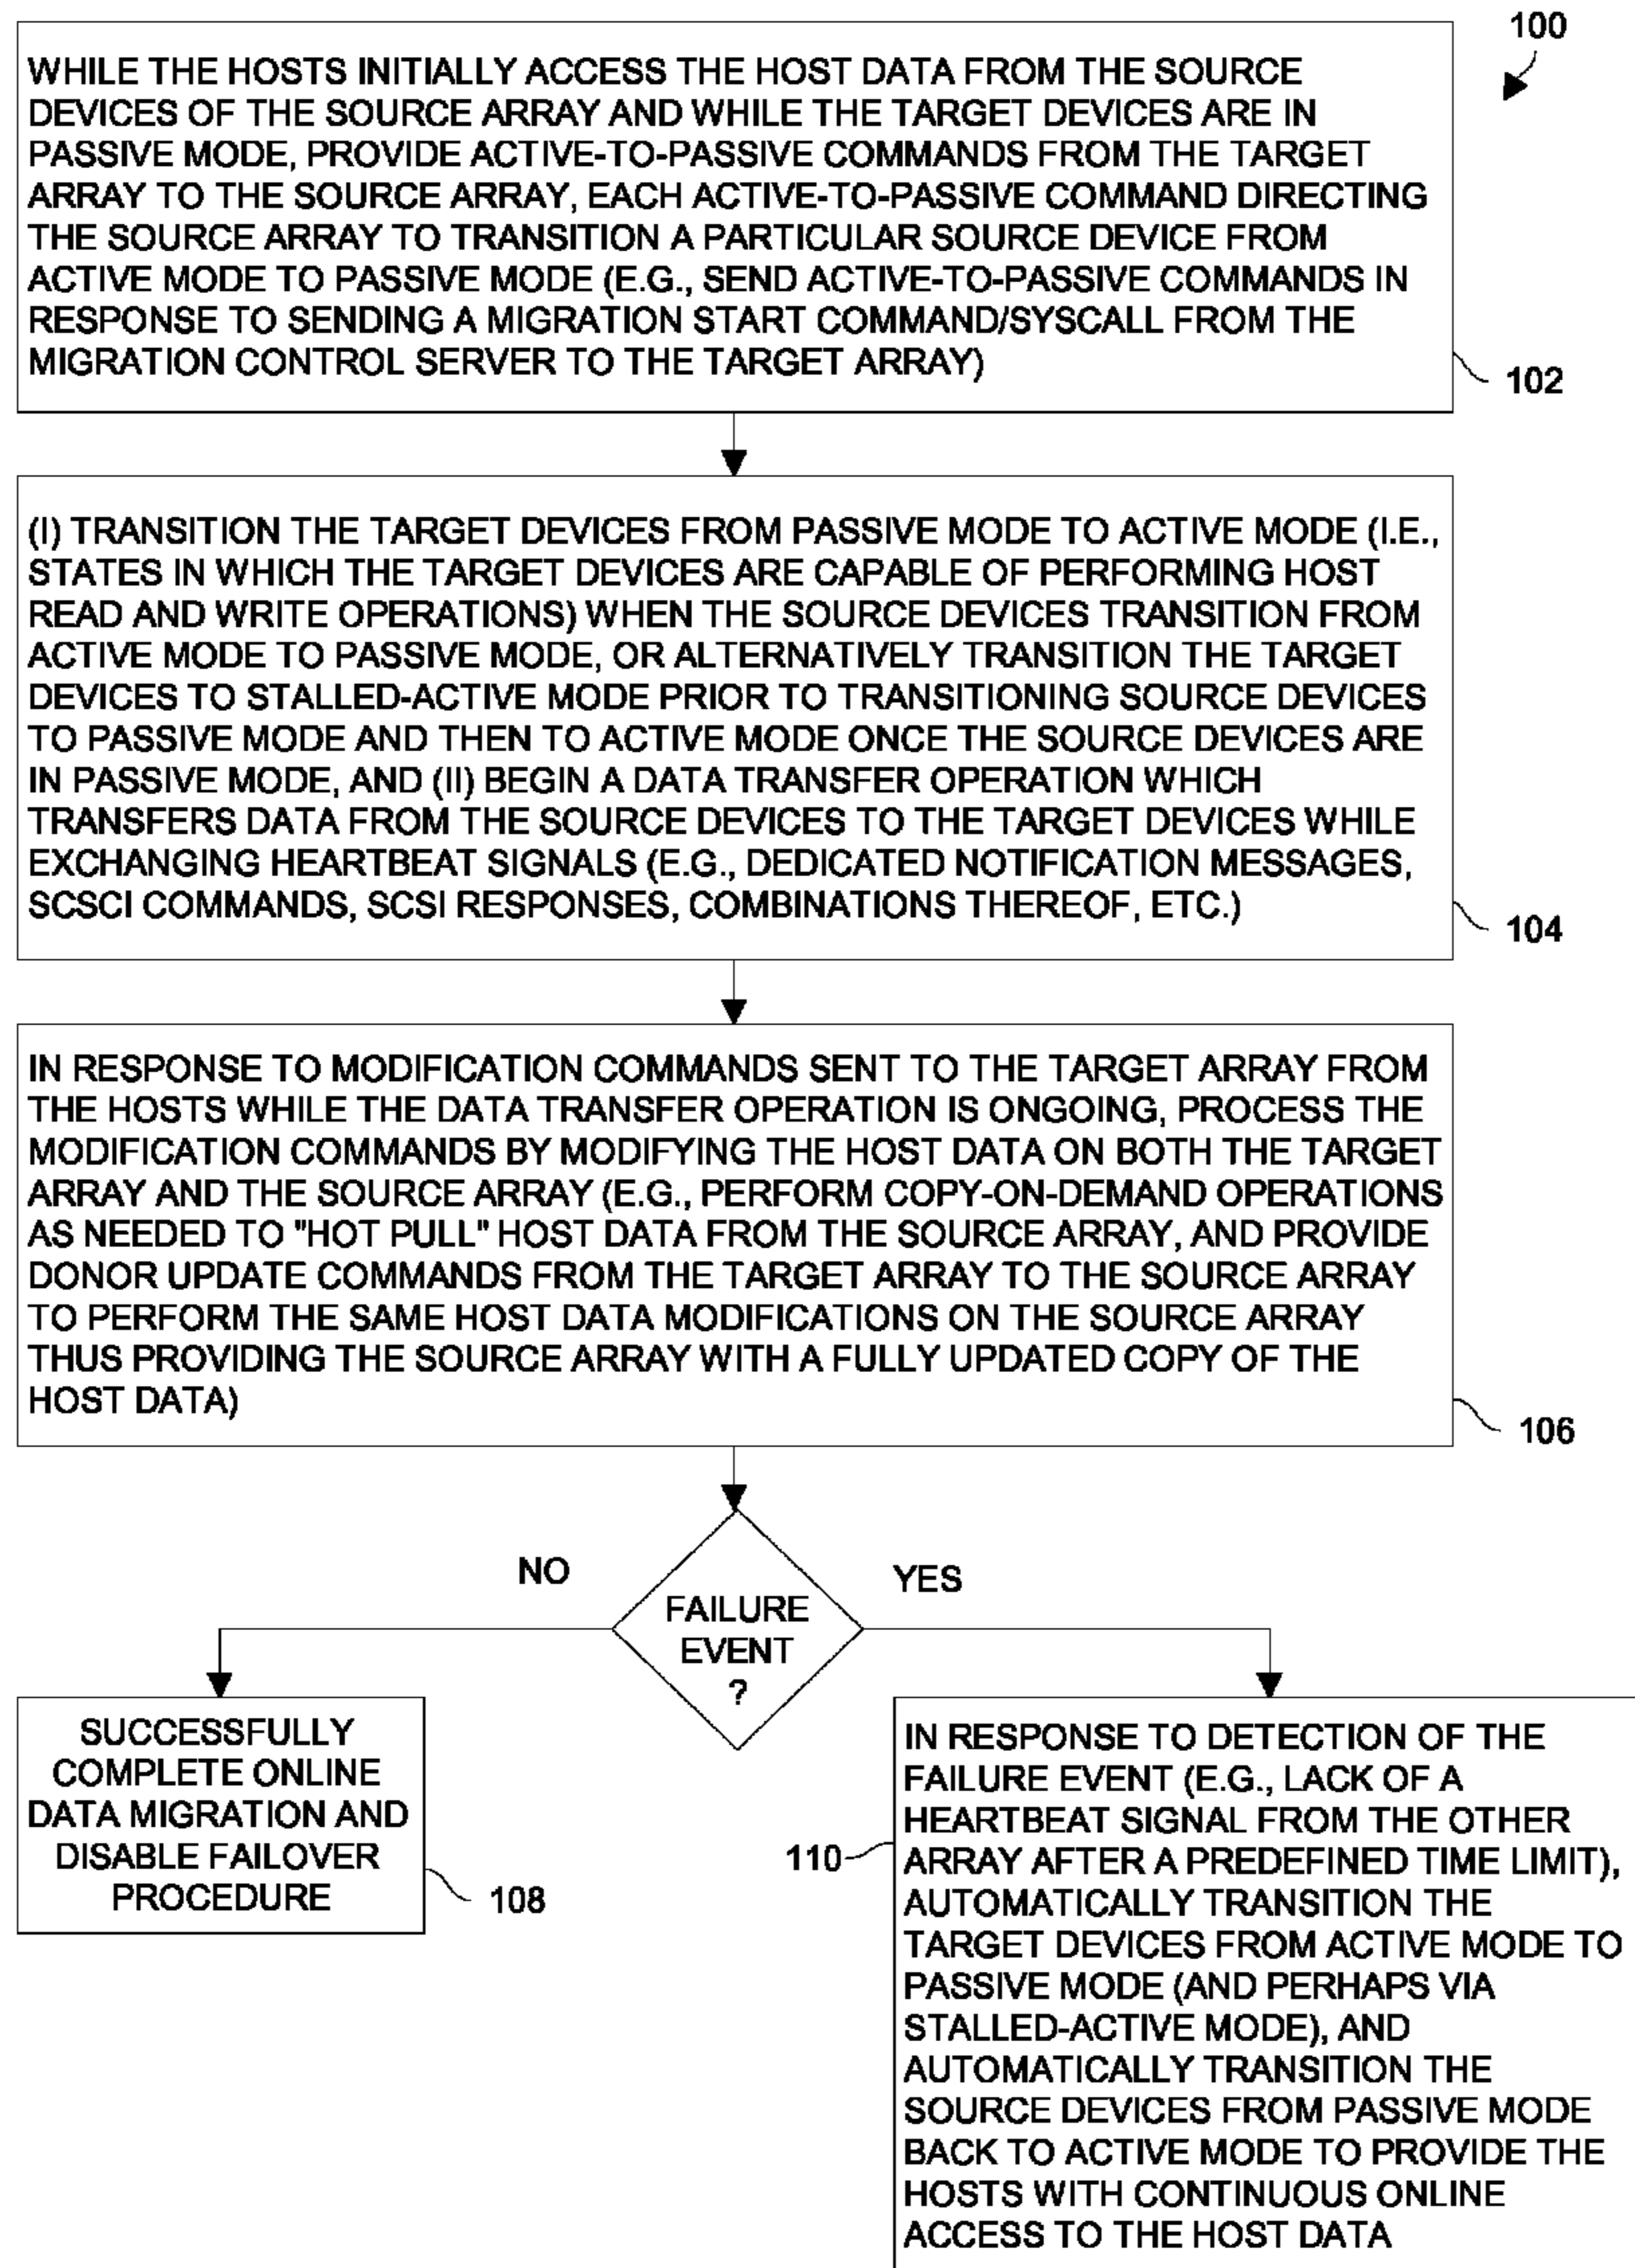 100
WHILE THE HOSTS INITIALLY ACCESS THE HOST DATA FROM THE SOURCE
DEVICES OF THE SOURCE ARRAY AND WHILE THE TARGET DEVICES ARE IN
PASSIVE MODE, PROVIDE ACTIVE-TO-PASSIVE COMMANDS FROM THE TARGET
ARRAY TO THE SOURCE ARRAY, EACH ACTIVE-TO-PASSIVE COMMAND DIRECTING
THE SOURCE ARRAY TO TRANSITION A PARTICULAR SOURCE DEVICE FROM
ACTIVE MODE TO PASSIVE MODE (E.G., SEND ACTIVE-TO-PASSIVE COMMANDS IN
RESPONSE TO SENDING A MIGRATION START COMMAND/SYSCALL FROM THE
MIGRATION CONTROL SERVER TO THE TARGET ARRAY)
102
(I) TRANSITION THE TARGET DEVICES FROM PASSIVE MODE TO ACTIVE MODE (I.E.,
STATES IN WHICH THE TARGET DEVICES ARE CAPABLE OF PERFORMING HOST
READ AND WRITE OPERATIONS) WHEN THE SOURCE DEVICES TRANSITION FROM
ACTIVE MODE TO PASSIVE MODE, OR ALTERNATIVELY TRANSITION THE TARGET
DEVICES TO STALLED-ACTIVE MODE PRIOR TO TRANSITIONING SOURCE DEVICES
TO PASSIVE MODE AND THEN TO ACTIVE MODE ONCE THE SOURCE DEVICES ARE
IN PASSIVE MODE, AND (II) BEGIN A DATA TRANSFER OPERATION WHICH
TRANSFERS DATA FROM THE SOURCE DEVICES TO THE TARGET DEVICES WHILE
EXCHANGING HEARTBEAT SIGNALS (E.G., DEDICATED NOTIFICATION MESSAGES,
SCSCI COMMANDS, SCSI RESPONSES, COMBINATIONS THEREOF, ETC.)
104
IN RESPONSE TO MODIFICATION COMMANDS SENT TO THE TARGET ARRAY FROM
THE HOSTS WHILE THE DATA TRANSFER OPERATION IS ONGOING, PROCESS THE
MODIFICATION COMMANDS BY MODIFYING THE HOST DATA ON BOTH THE TARGET
ARRAY AND THE SOURCE ARRAY (E.G., PERFORM COPY-ON-DEMAND OPERATIONS
AS NEEDED TO "HOT PULL" HOST DATA FROM THE SOURCE ARRAY, AND PROVIDE
DONOR UPDATE COMMANDS FROM THE TARGET ARRAY TO THE SOURCE ARRAY
TO PERFORM THE SAME HOST DATA MODIFICATIONS ON THE SOURCE ARRAY
THUS PROVIDING THE SOURCE ARRAY WITH A FULLY UPDATED COPY OF THE
HOST DATA)
106
NO
YES
FAILURE
EVENT
?
SUCCESSFULLY
COMPLETE ONLINE
DATA MIGRATION AND
DISABLE FAILOVER
PROCEDURE
108
110
IN RESPONSE TO DETECTION OF THE
FAILURE EVENT (E.G., LACK OF A
HEARTBEAT SIGNAL FROM THE OTHER
ARRAY AFTER A PREDEFINED TIME LIMIT),
AUTOMATICALLY TRANSITION THE
TARGET DEVICES FROM ACTIVE MODE TO
PASSIVE MODE (AND PERHAPS VIA
STALLED-ACTIVE MODE), AND
AUTOMATICALLY TRANSITION THE
SOURCE DEVICES FROM PASSIVE MODE
BACK TO ACTIVE MODE TO PROVIDE THE
HOSTS WITH CONTINUOUS ONLINE
ACCESS TO THE HOST DATA